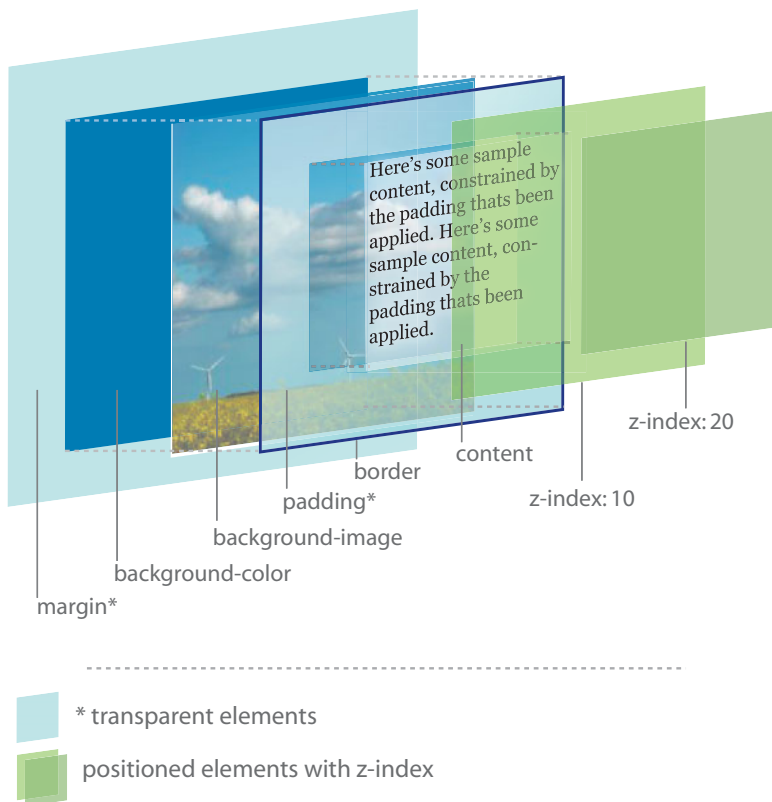 Here’s some sample
content, constrained by
the padding thats been
applied. Here’s some
sample content, con-
strained by the
padding thats been
applied.
z-index: 20
content
border
z-index: 10
padding*
background-image
background-color
margin*
* transparent elements
positioned elements with z-index